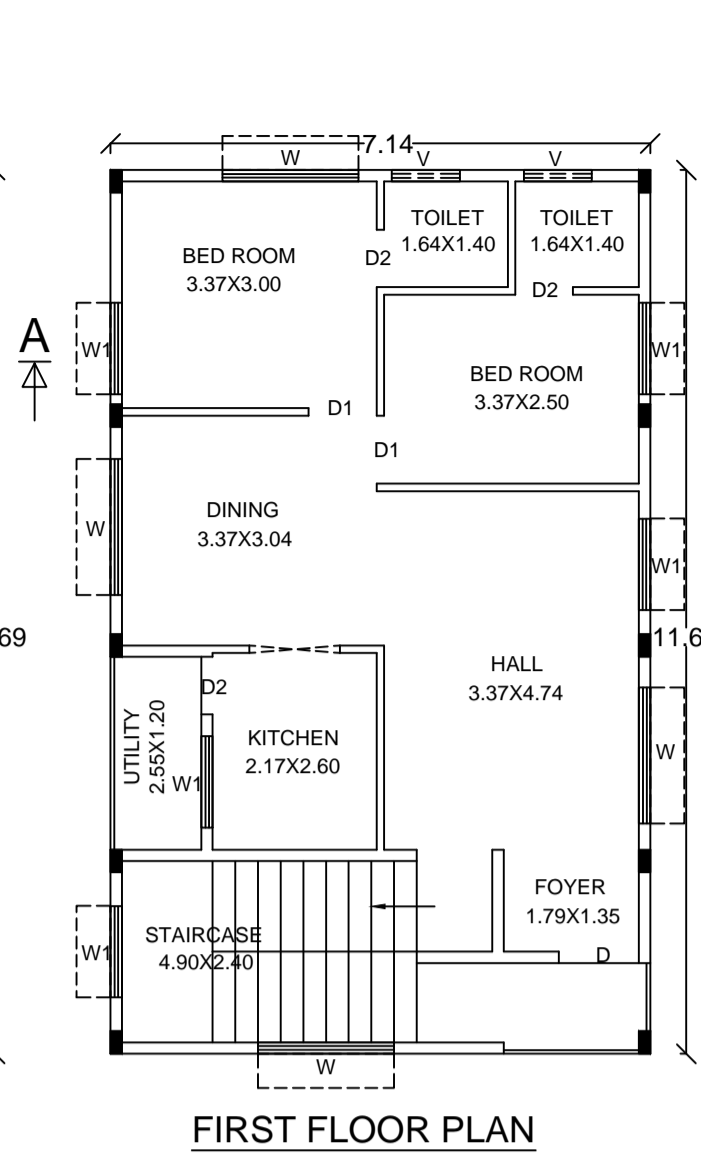 7.14
W
V
V
TOILET
1.64X1.40
TOILET
1.64X1.40
BED ROOM
3.37X3.00
D2
D2
A
W1
W1
BED ROOM
3.37X2.50
D1
D1
DINING
3.37X3.04
W
W1
69
11.6
HALL
3.37X4.74
D2
UTILITY
2.55X1.20
KITCHEN
2.17X2.60
W1
W
FOYER
1.79X1.35
STAIRCASE
4.90X2.40
W1
D
W
FIRST FLOOR PLAN